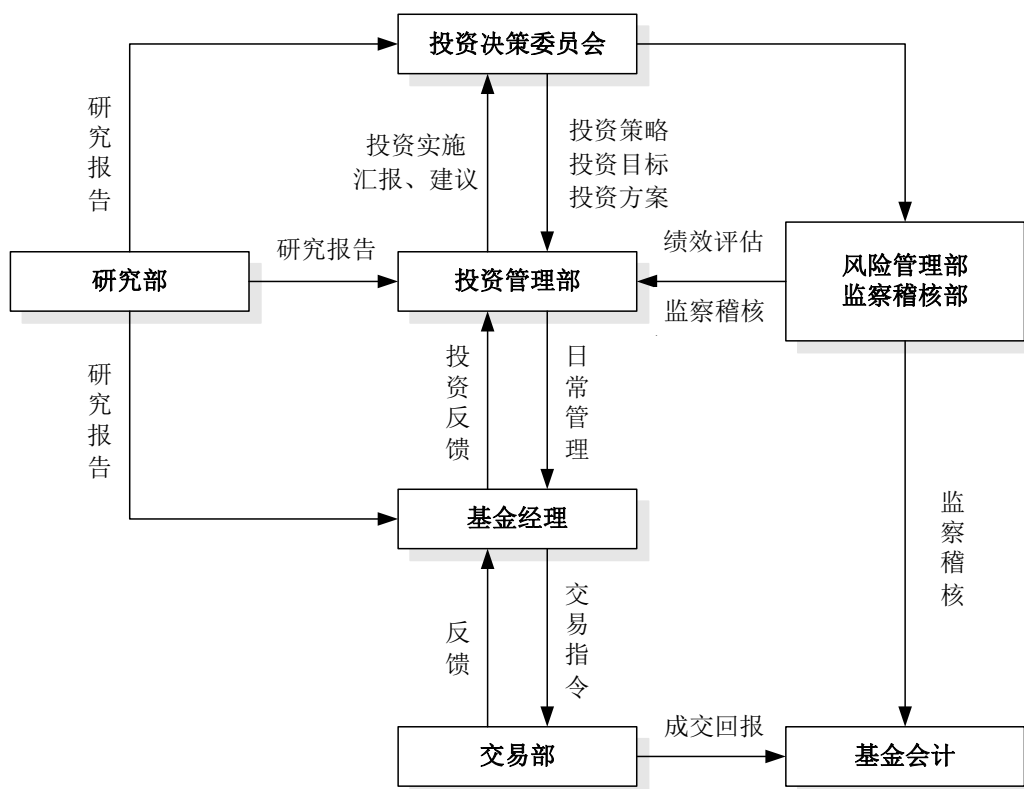 投资决策委员会
研究报告
投资实施
汇报、建议
投资策略
投资目标
投资方案
研究部
研究报告
投资管理部
绩效评估
监察稽核
风险管理部
监察稽核部
研究报告
投资反馈
日常管理
基金经理
监察稽核
反馈
交易指令
交易部
成交回报
基金会计